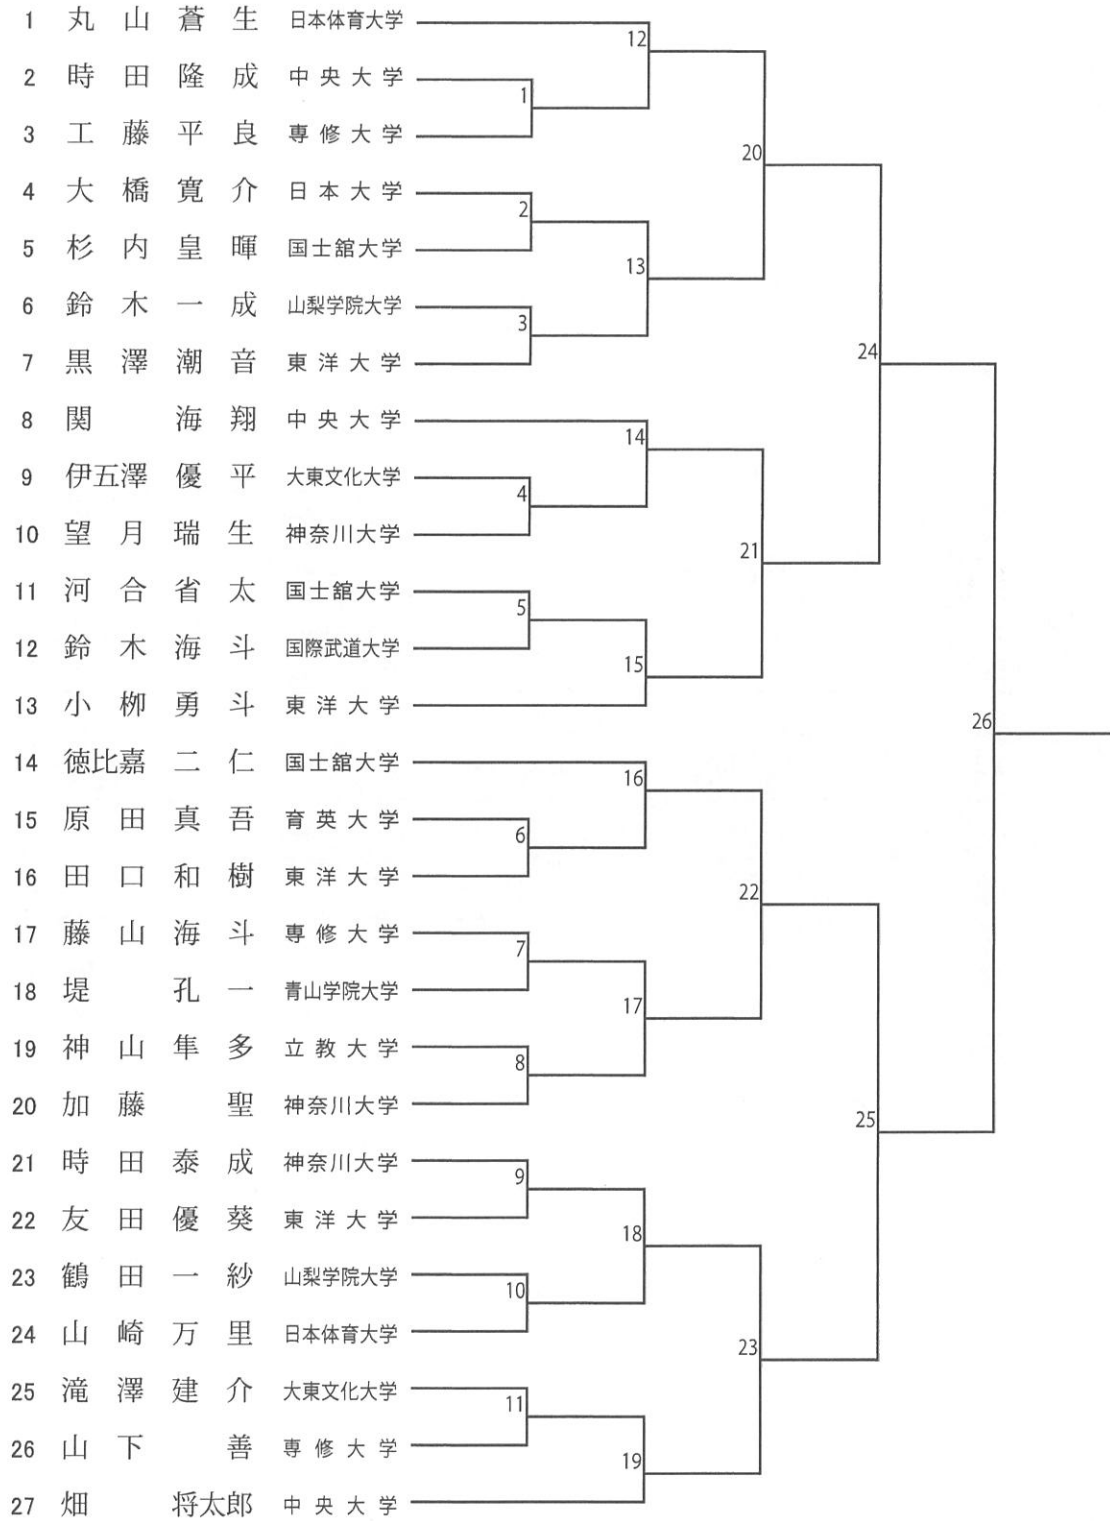 1 丸山蒼生 日本体育大学
12
2 時田隆成 中央大学
1
3 工藤平良 専修大学
20
4 大橋寛介 日本大学
2
5 杉内皇暉 国士舘大学
13
6 鈴木一成 山梨学院大学
3
7 黒澤潮音 東洋大学
24
8 関海翔 中央大学
14
9 伊五澤優平 大東文化大学
4
10 望月瑞生 神奈川大学
21
11 河合省太 国士舘大学
5
12 鈴木海斗 国際武道大学
15
13 小栁勇斗 東洋大学
26
14 徳比嘉二仁 国士舘大学
16
15 原田真吾 育英大学
6
16 田口和樹 東洋大学
22
17 藤山海斗 専修大学
7
18 堤孔一 青山学院大学
17
19 神山隼多 立教大学
8
20 加藤聖 神奈川大学
25
21 時田泰成 神奈川大学
9
22 友田優葵 東洋大学
18
23 鶴田一紗 山梨学院大学
10
24 山崎万里 日本体育大学
23
25 滝澤建介 大東文化大学
11
26 山下善 専修大学
19
27 畑将太郎 中央大学